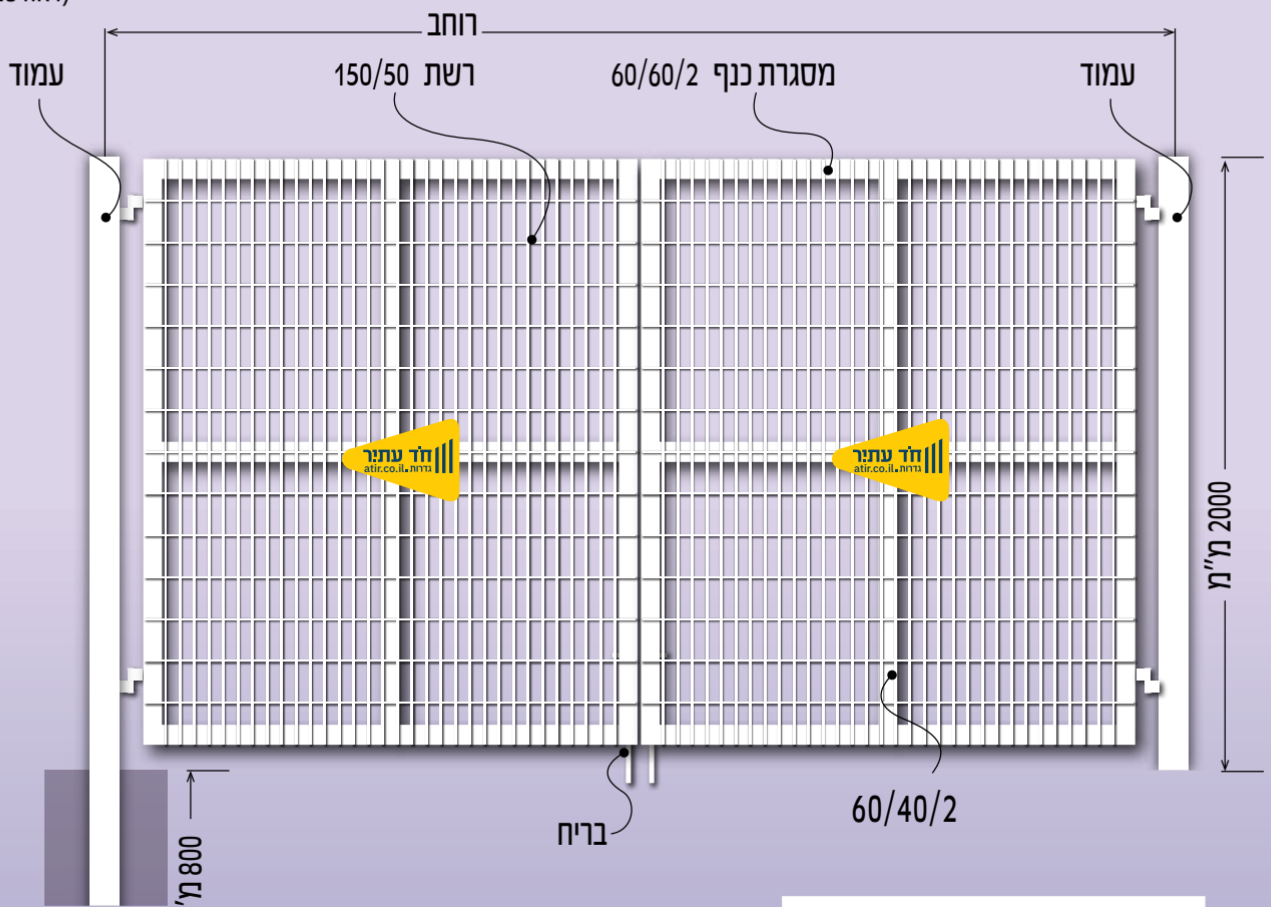 רוחב
עמוד
מסגרת כנף 60/60/2
רשת 150/50
עמוד
חד עתיר
גדרות.atir.co.il
חד עתיר
גדרות.atir.co.il
2000 מ"מ
60/40/2
בריח
800 מ'